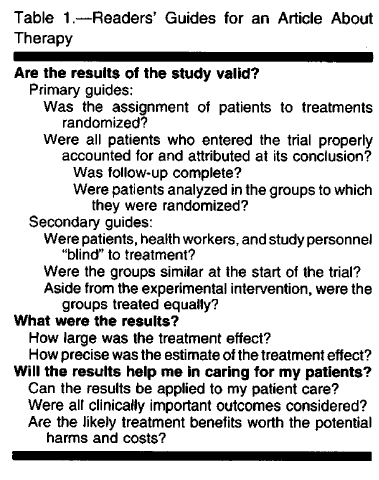 Table 1.—Readers' Guides for an Article About
Therapy
Are the results of the study valid?
Primary guides:
Was the assignment of patients to treatments
randomized?
Were all patients who entered the trial properly
accounted for and attributed at its conclusion?
Was follow-up complete?
Were patients analyzed in the groups to which
they were randomized?
Secondary guides:
Were patients, health workers, and study personnel
"blind" to treatment?
Were the groups similar at the start of the trial?
Aside from the experimental intervention, were the
groups treated equally?
What were the results?
How large was the treatment effect?
How precise was the estimate of the treatment effect?
Will the results help me in caring for my patients?
Can the results be applied to my patient care?
Were all clinically important outcomes considered?
Are the likely treatment benefits worth the potential
harms and costs?